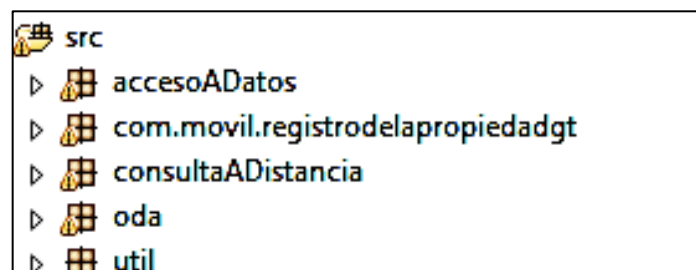 src
accesoADatos
com.movil.registrodelapropiedadgt
consultaADistancia
oda
util